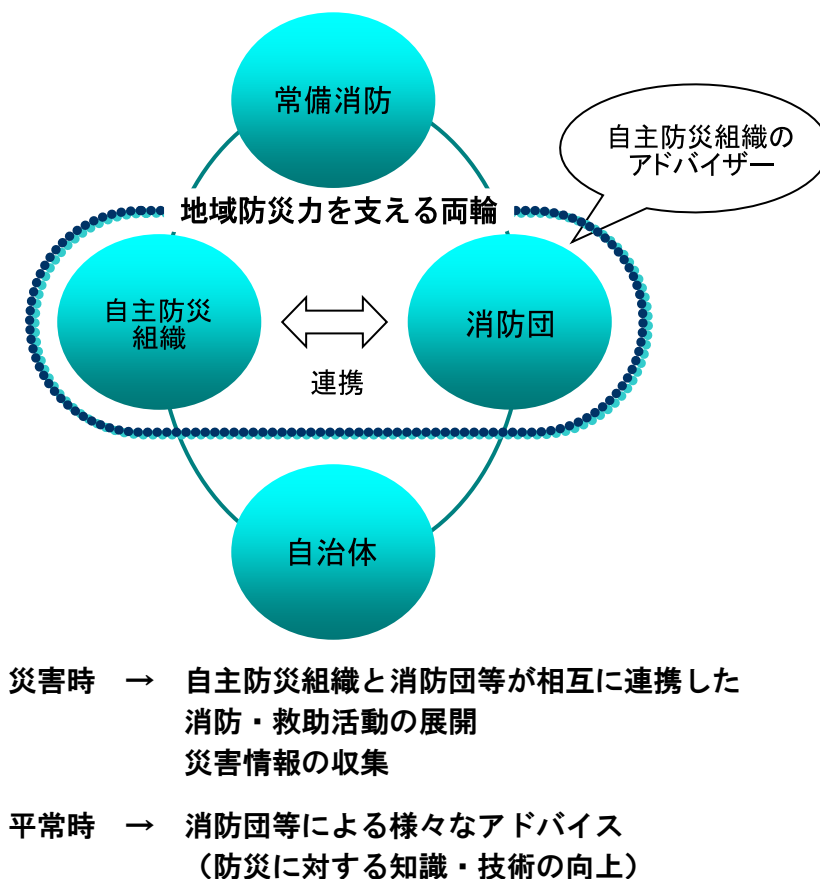 常備消防
自主防災組織の
アドバイザー
地域防災力を支える両輪
自主防災
組織
消防団
連携
自治体
災害時 → 自主防災組織と消防団等が相互に連携した
消防・救助活動の展開
災害情報の収集
平常時 → 消防団等による様々なアドバイス
（防災に対する知識・技術の向上）